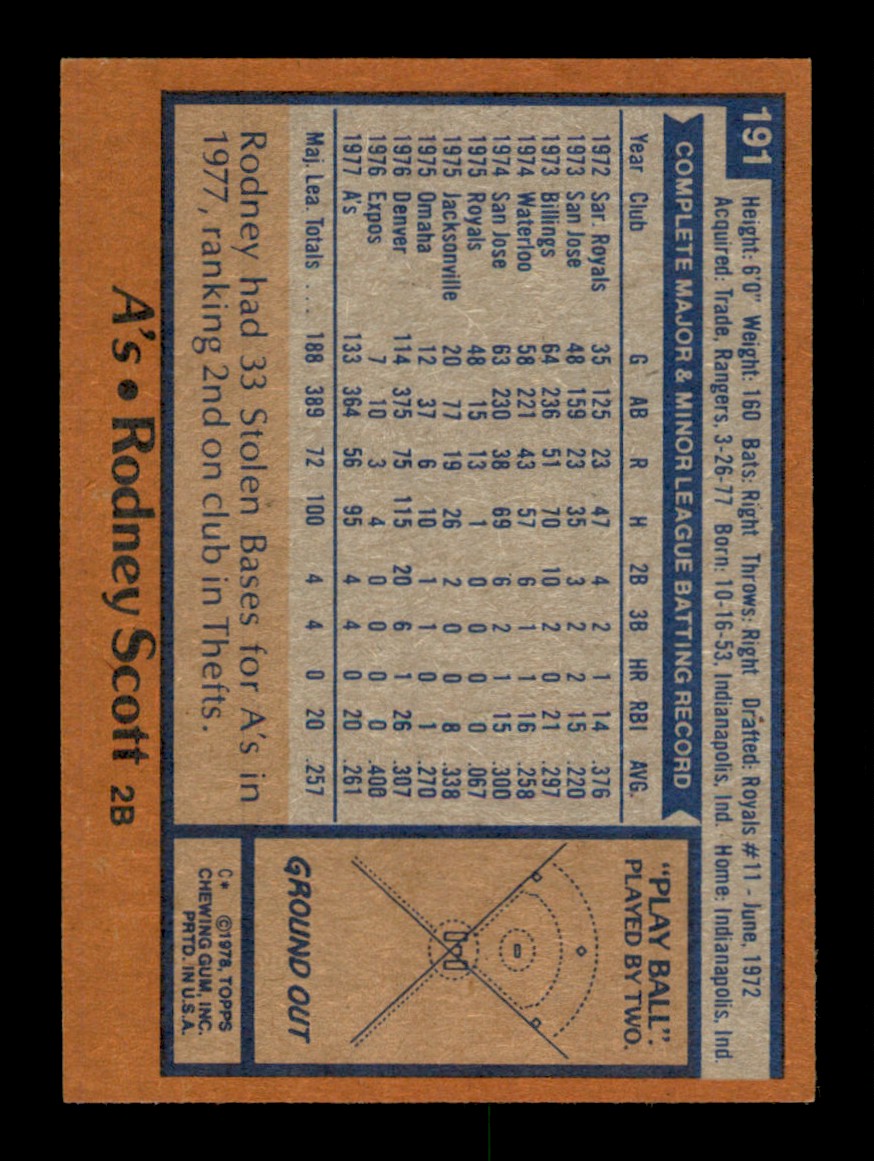 191
Height: 6'0" Weight: 160 Bats: Right Throws: Right Drafted: Royals #11 - June, 1972
Acquired: Trade, Rangers, 3-26-77 Born: 10-16-53, Indianapolis, Ind. Home: Indianapolis, Ind.
COMPLETE MAJOR & MINOR LEAGUE BATTING RECORD
Year Club G AB R H 2B 3B HR RBI AVG.
1972 Sar. Royals 35 125 23 47 4 2 1 14 .376
1973 San Jose 48 159 23 35 3 2 2 15 .220
1973 Billings 64 236 51 70 10 2 0 21 .297
1974 Waterloo 58 221 43 57 6 1 1 16 .258
1974 San Jose 63 230 38 69 6 2 1 15 .300
1975 Royals 48 15 13 1 0 0 0 0 .067
1975 Jacksonville 20 77 19 26 2 0 0 8 .338
1975 Omaha 12 37 6 10 1 1 0 1 .270
1976 Denver 114 375 75 115 20 6 1 26 .307
1976 Expos 7 10 3 4 0 0 0 0 .400
1977 A's 133 364 56 95 4 4 0 20 .261
Maj. Lea. Totals . . . 188 389 72 100 4 4 0 20 .257
Rodney had 33 Stolen Bases for A's in
1977, ranking 2nd on club in Thefts.
"PLAY BALL":
PLAYED BY TWO.
GROUND OUT
C* ©1978, TOPPS
CHEWING GUM, INC.
PRTD. IN U.S.A.
A's • Rodney Scott 2B